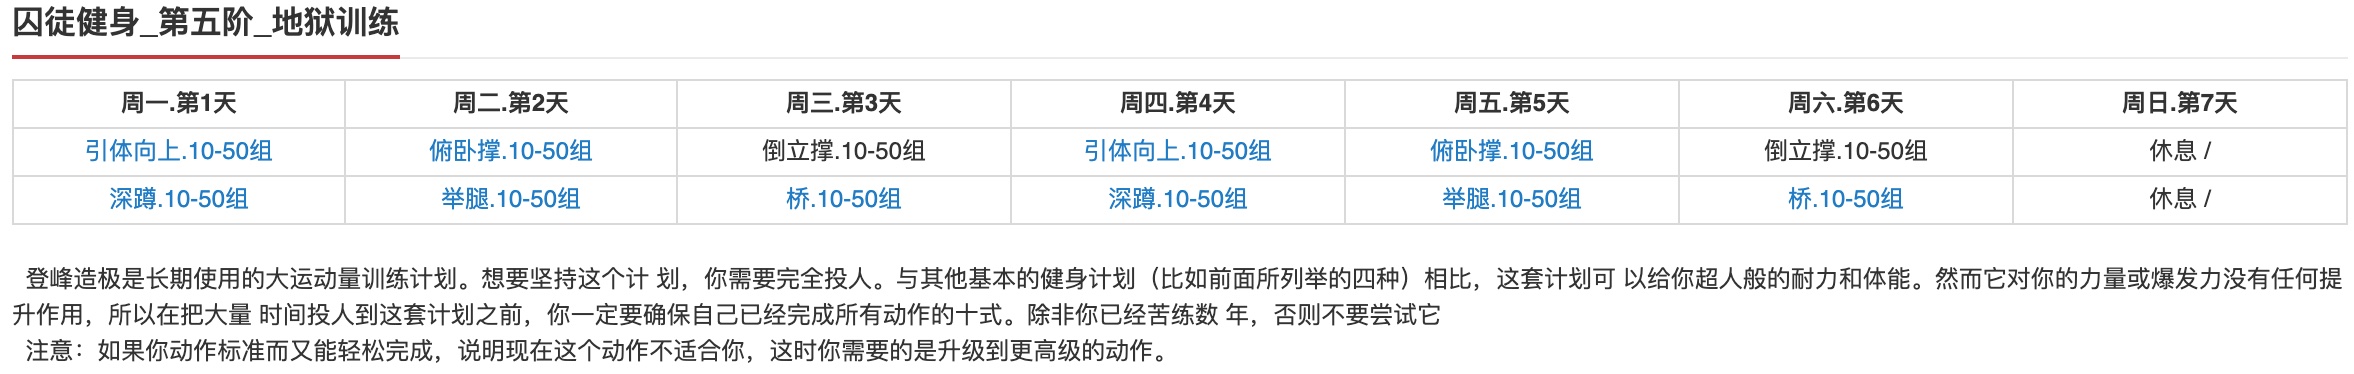 囚徒健身_第五阶_地狱训练
周一.第1天 周二.第2天 周三.第3天 周四.第4天 周五.第5天 周六.第6天 周日.第7天
引体向上.10-50组 俯卧撑.10-50组 倒立撑.10-50组 引体向上.10-50组 俯卧撑.10-50组 倒立撑.10-50组 休息 /
深蹲.10-50组 举腿.10-50组 桥.10-50组 深蹲.10-50组 举腿.10-50组 桥.10-50组 休息 /
登峰造极是长期使用的大运动量训练计划。想要坚持这个计 划，你需要完全投人。与其他基本的健身计划（比如前面所列举的四种）相比，这套计划可 以给你超人般的耐力和体能。然而它对你的力量或爆发力没有任何提
升作用，所以在把大量 时间投人到这套计划之前，你一定要确保自己已经完成所有动作的十式。除非你已经苦练数 年，否则不要尝试它
注意：如果你动作标准而又能轻松完成，说明现在这个动作不适合你，这时你需要的是升级到更高级的动作。